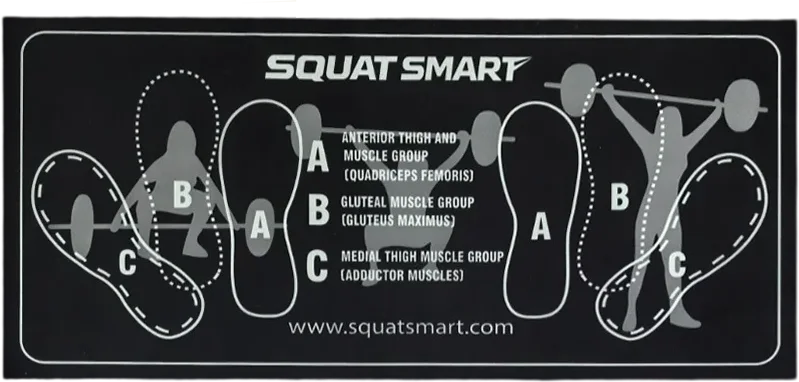 SQUAT SMART
A
ANTERIOR THIGH AND
MUSCLE GROUP
(QUADRICEPS FEMORIS)
B
GLUTEAL MUSCLE GROUP
(GLUTEUS MAXIMUS)
C
MEDIAL THIGH MUSCLE GROUP
(ADDUCTOR MUSCLES)
B
A
C
A
B
C
www.squatsmart.com